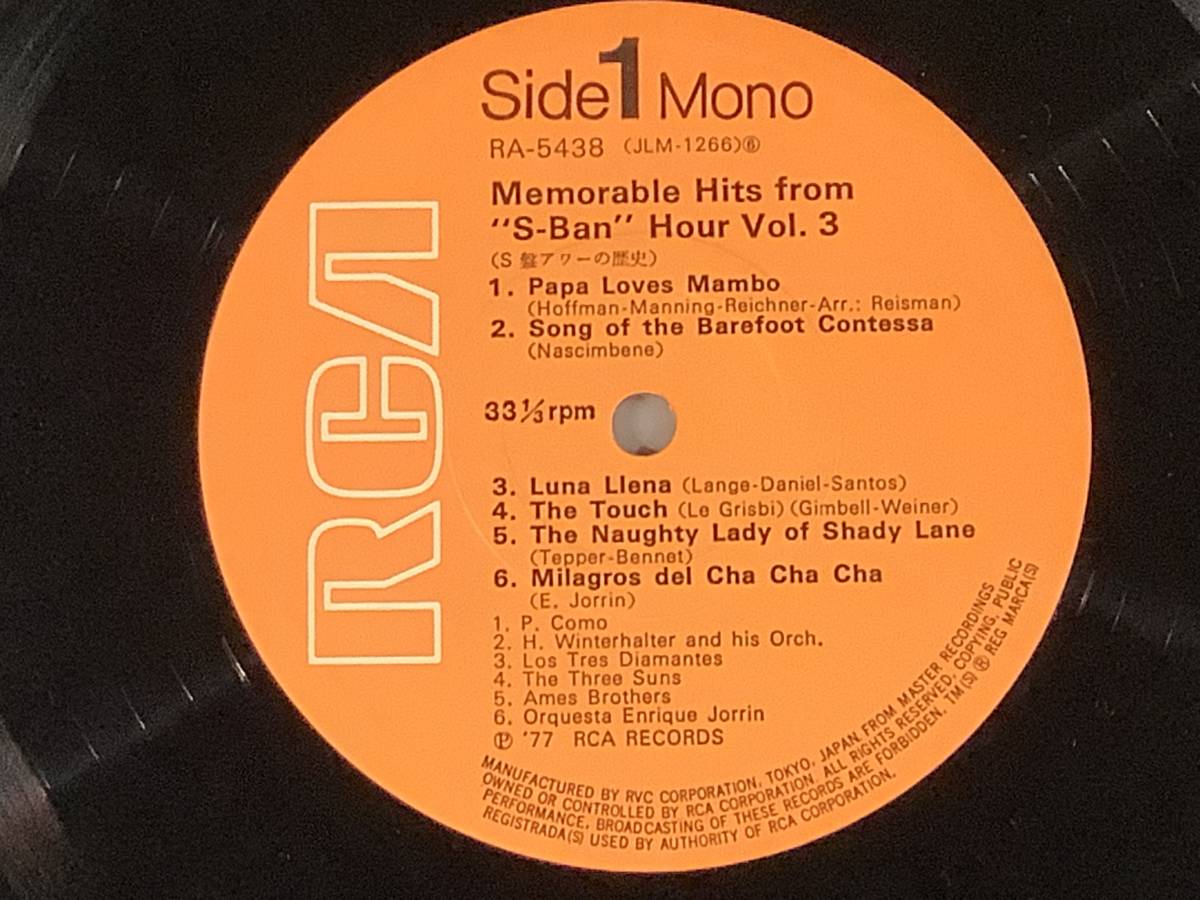 Side 1 Mono
RA-5438 (JLM-1266)⑥
Memorable Hits from
"S-Ban" Hour Vol. 3
(S 盤アワーの歴史)
1. Papa Loves Mambo
(Hoffman-Manning-Reichner-Arr.: Reisman)
2. Song of the Barefoot Contessa
(Nascimbene)
33⅓rpm
3. Luna Llena (Lange-Daniel-Santos)
4. The Touch (Le Grisbi) (Gimbell-Weiner)
5. The Naughty Lady of Shady Lane
(Tepper-Bennet)
6. Milagros del Cha Cha Cha
(E. Jorrin)
1. P. Como
2. H. Winterhalter and his Orch.
3. Los Tres Diamantes
4. The Three Suns
5. Ames Brothers
6. Orquesta Enrique Jorrin
Ⓟ '77 RCA RECORDS
RCA
MANUFACTURED BY RVC CORPORATION, TOKYO, JAPAN FROM MASTER RECORDINGS
OWNED OR CONTROLLED BY RCA CORPORATION. ALL RIGHTS RESERVED. COPYING, PUBLIC
PERFORMANCE, BROADCASTING OF THESE RECORDS ARE FORBIDDEN. TM(S) ® REG MARCA(S)
REGISTRADA(S) USED BY AUTHORITY OF RCA CORPORATION.